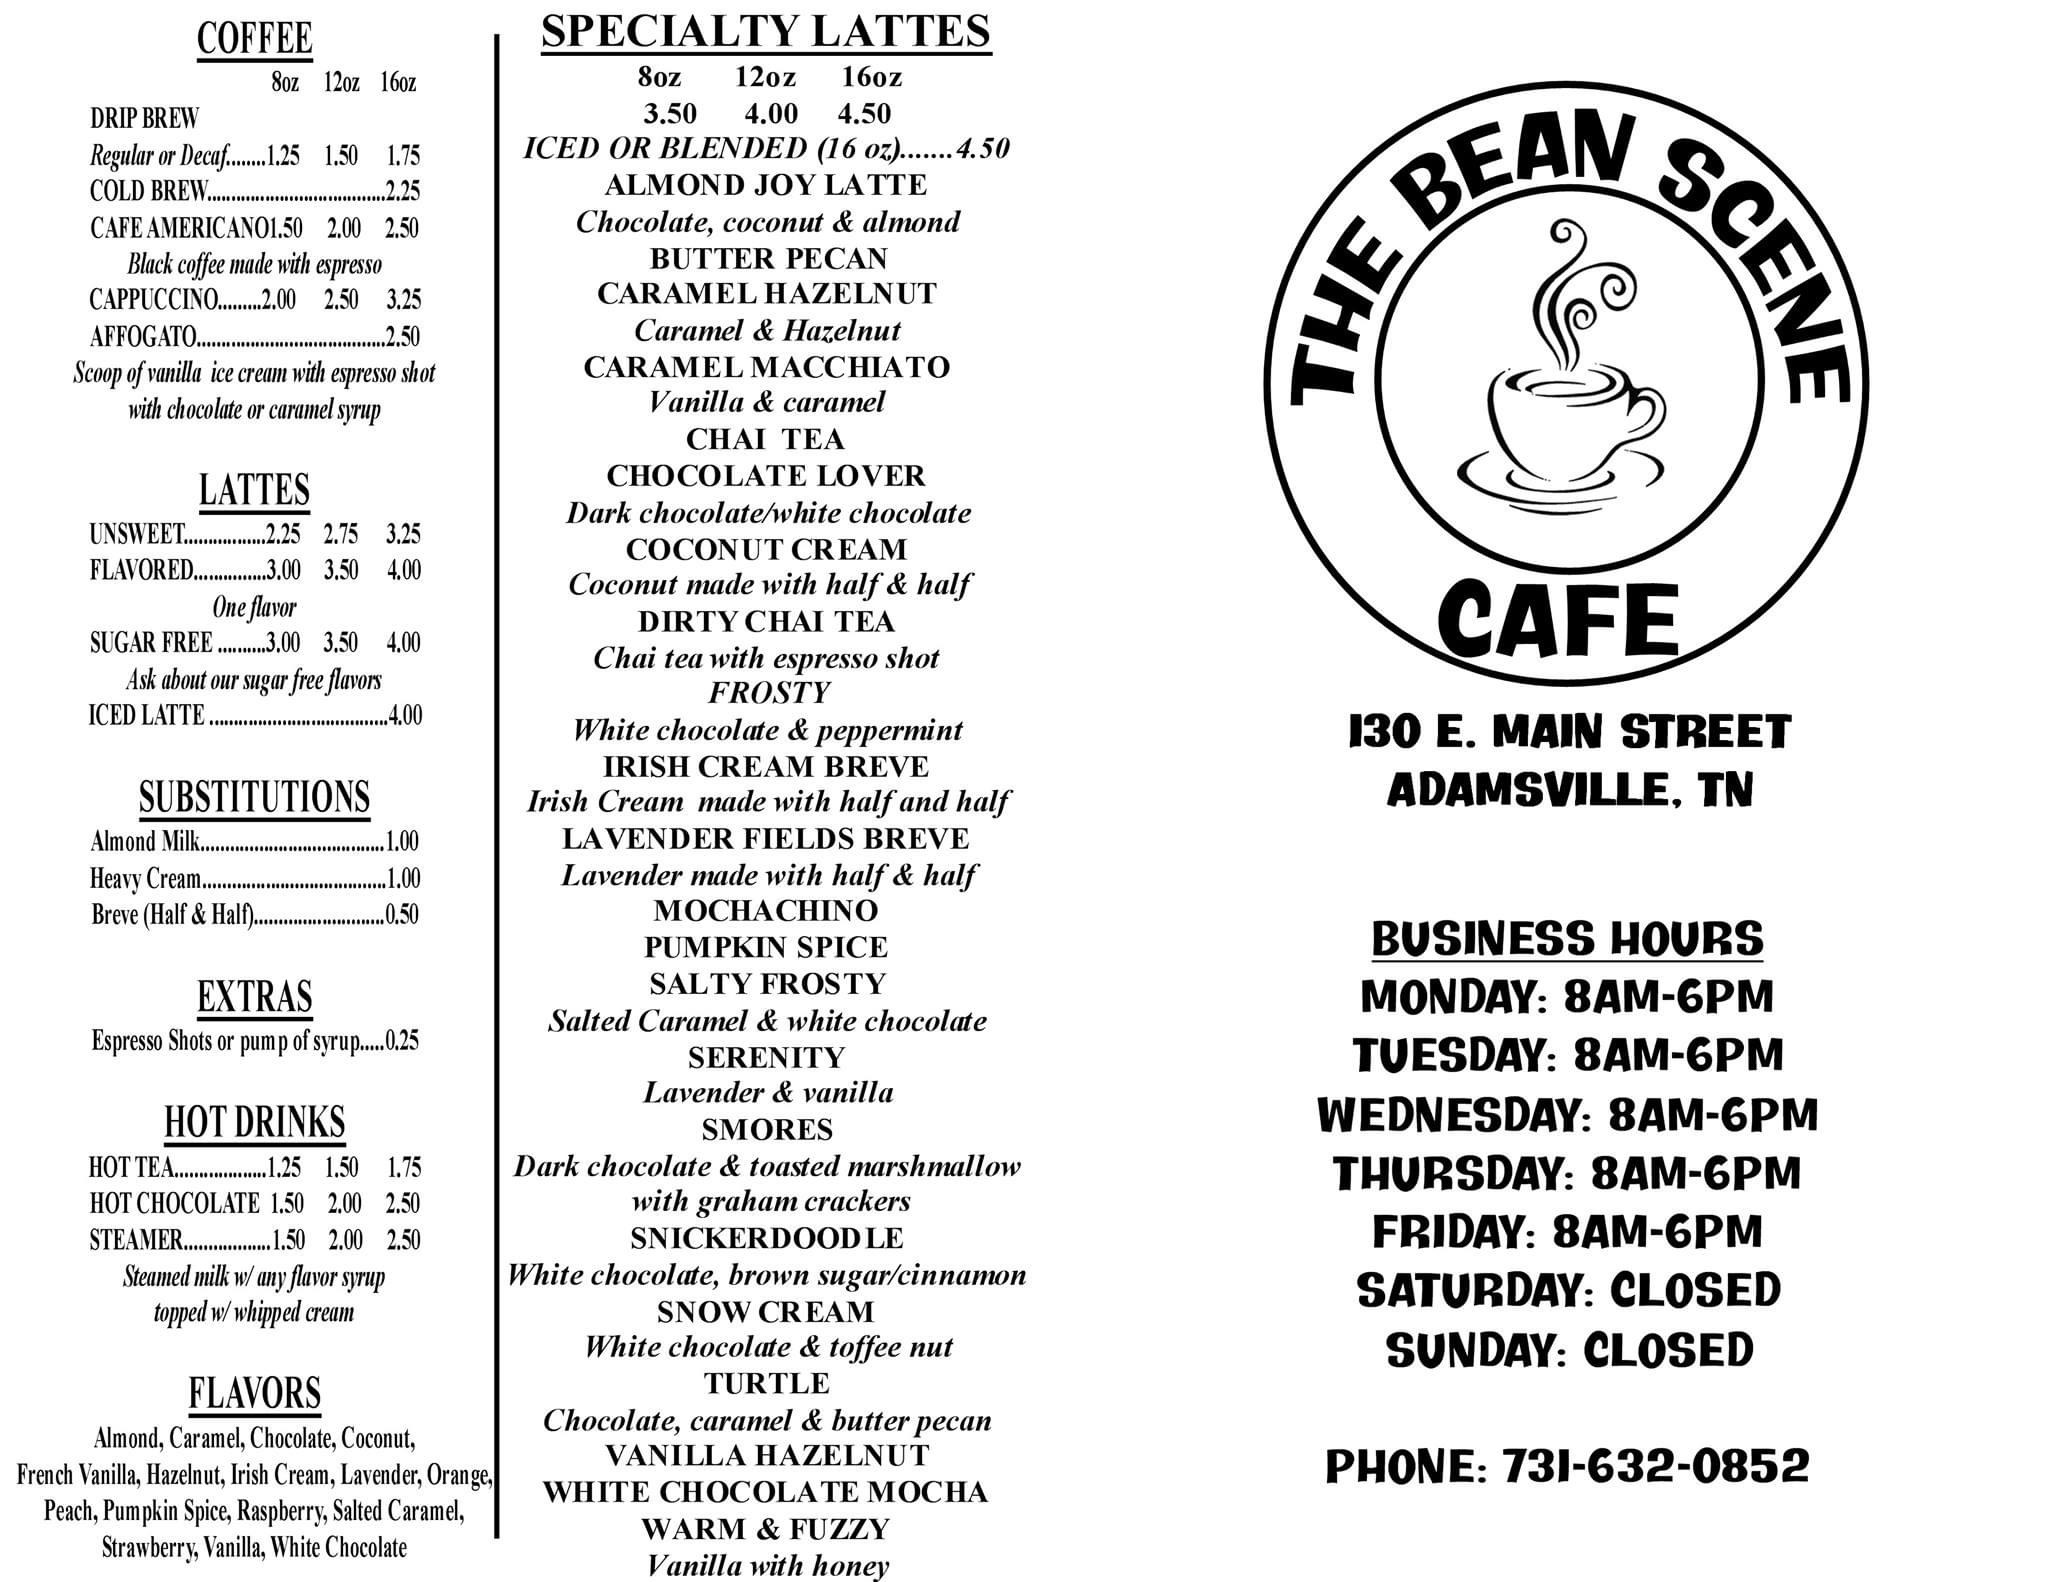 COFFEE
8oz 12oz 16oz
DRIP BREW
Regular or Decaf........1.25 1.50 1.75
COLD BREW...................................2.25
CAFE AMERICANO1.50 2.00 2.50
Black coffee made with espresso
CAPPUCCINO.........2.00 2.50 3.25
AFFOGATO.....................................2.50
Scoop of vanilla ice cream with espresso shot
with chocolate or caramel syrup
LATTES
UNSWEET.................2.25 2.75 3.25
FLAVORED...............3.00 3.50 4.00
One flavor
SUGAR FREE ..........3.00 3.50 4.00
Ask about our sugar free flavors
ICED LATTE ....................................4.00
SUBSTITUTIONS
Almond Milk.....................................1.00
Heavy Cream.....................................1.00
Breve (Half & Half)..........................0.50
EXTRAS
Espresso Shots or pump of syrup.....0.25
HOT DRINKS
HOT TEA...................1.25 1.50 1.75
HOT CHOCOLATE 1.50 2.00 2.50
STEAMER..................1.50 2.00 2.50
Steamed milk w/ any flavor syrup
topped w/ whipped cream
FLAVORS
Almond, Caramel, Chocolate, Coconut,
French Vanilla, Hazelnut, Irish Cream, Lavender, Orange,
Peach, Pumpkin Spice, Raspberry, Salted Caramel,
Strawberry, Vanilla, White Chocolate
SPECIALTY LATTES
8oz 12oz 16oz
3.50 4.00 4.50
ICED OR BLENDED (16 oz).......4.50
ALMOND JOY LATTE
Chocolate, coconut & almond
BUTTER PECAN
CARAMEL HAZELNUT
Caramel & Hazelnut
CARAMEL MACCHIATO
Vanilla & caramel
CHAI TEA
CHOCOLATE LOVER
Dark chocolate/white chocolate
COCONUT CREAM
Coconut made with half & half
DIRTY CHAI TEA
Chai tea with espresso shot
FROSTY
White chocolate & peppermint
IRISH CREAM BREVE
Irish Cream made with half and half
LAVENDER FIELDS BREVE
Lavender made with half & half
MOCHACHINO
PUMPKIN SPICE
SALTY FROSTY
Salted Caramel & white chocolate
SERENITY
Lavender & vanilla
SMORES
Dark chocolate & toasted marshmallow
with graham crackers
SNICKERDOODLE
White chocolate, brown sugar/cinnamon
SNOW CREAM
White chocolate & toffee nut
TURTLE
Chocolate, caramel & butter pecan
VANILLA HAZELNUT
WHITE CHOCOLATE MOCHA
WARM & FUZZY
Vanilla with honey
THE BEAN SCENE
CAFE
130 E. MAIN STREET
ADAMSVILLE, TN
BUSINESS HOURS
MONDAY: 8AM-6PM
TUESDAY: 8AM-6PM
WEDNESDAY: 8AM-6PM
THURSDAY: 8AM-6PM
FRIDAY: 8AM-6PM
SATURDAY: CLOSED
SUNDAY: CLOSED
PHONE: 731-632-0852